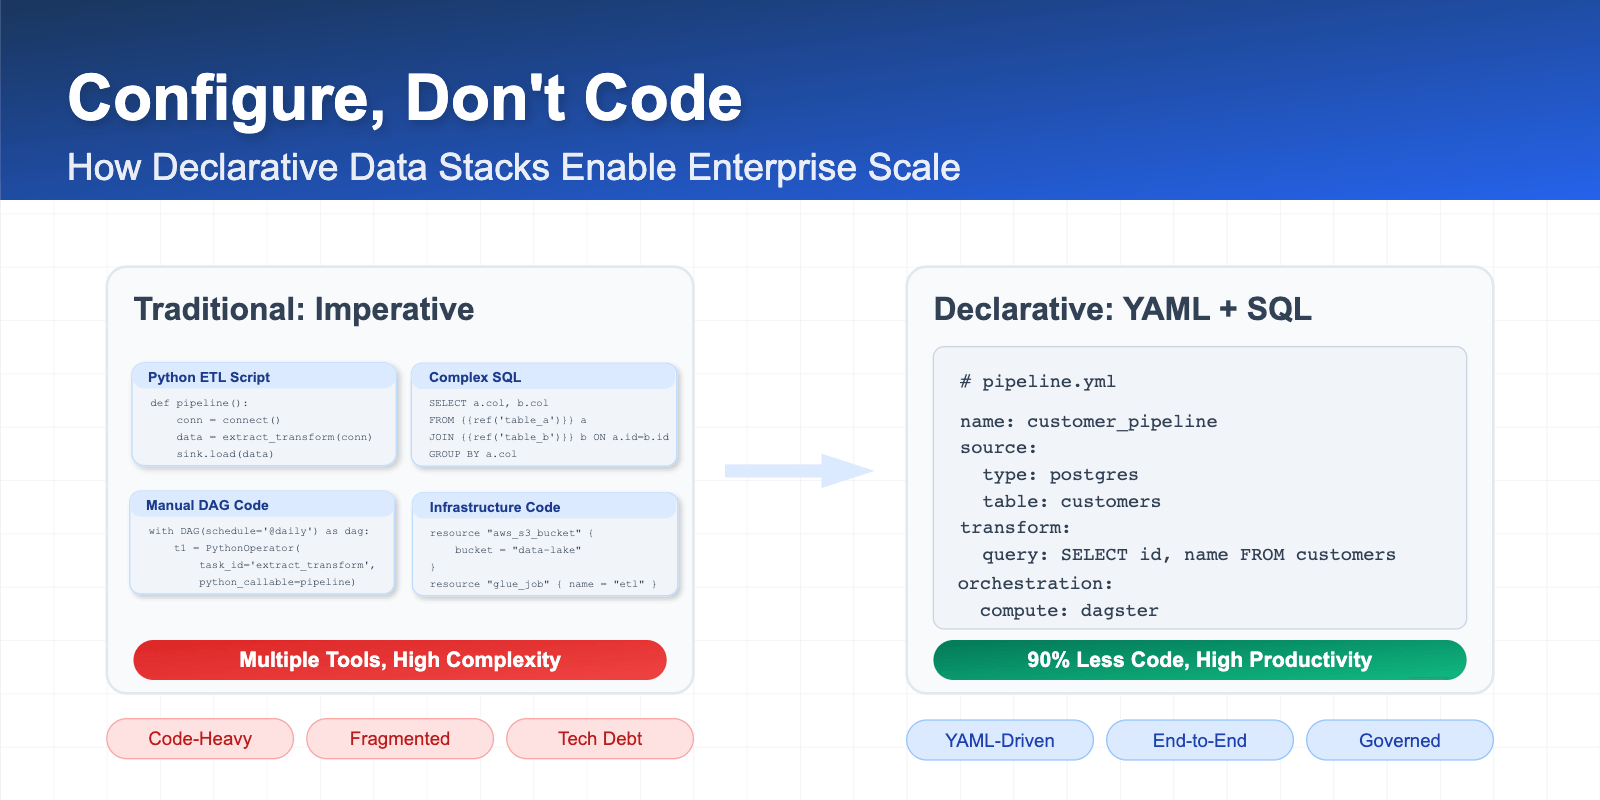 Configure, Don't Code
How Declarative Data Stacks Enable Enterprise Scale
Traditional: Imperative
Python ETL Script
def pipeline():
    conn = connect()
    data = extract_transform(conn)
    sink.load(data)
Complex SQL
SELECT a.col, b.col
FROM {{ref('table_a')}} a
JOIN {{ref('table_b')}} b ON a.id=b.id
GROUP BY a.col
Manual DAG Code
with DAG(schedule='@daily') as dag:
    t1 = PythonOperator(
        task_id='extract_transform',
        python_callable=pipeline)
Infrastructure Code
resource "aws_s3_bucket" {
    bucket = "data-lake"
}
resource "glue_job" { name = "etl" }
Multiple Tools, High Complexity
Code-Heavy
Fragmented
Tech Debt
Declarative: YAML + SQL
# pipeline.yml
name: customer_pipeline
source:
  type: postgres
  table: customers
transform:
  query: SELECT id, name FROM customers
orchestration:
  compute: dagster
90% Less Code, High Productivity
YAML-Driven
End-to-End
Governed